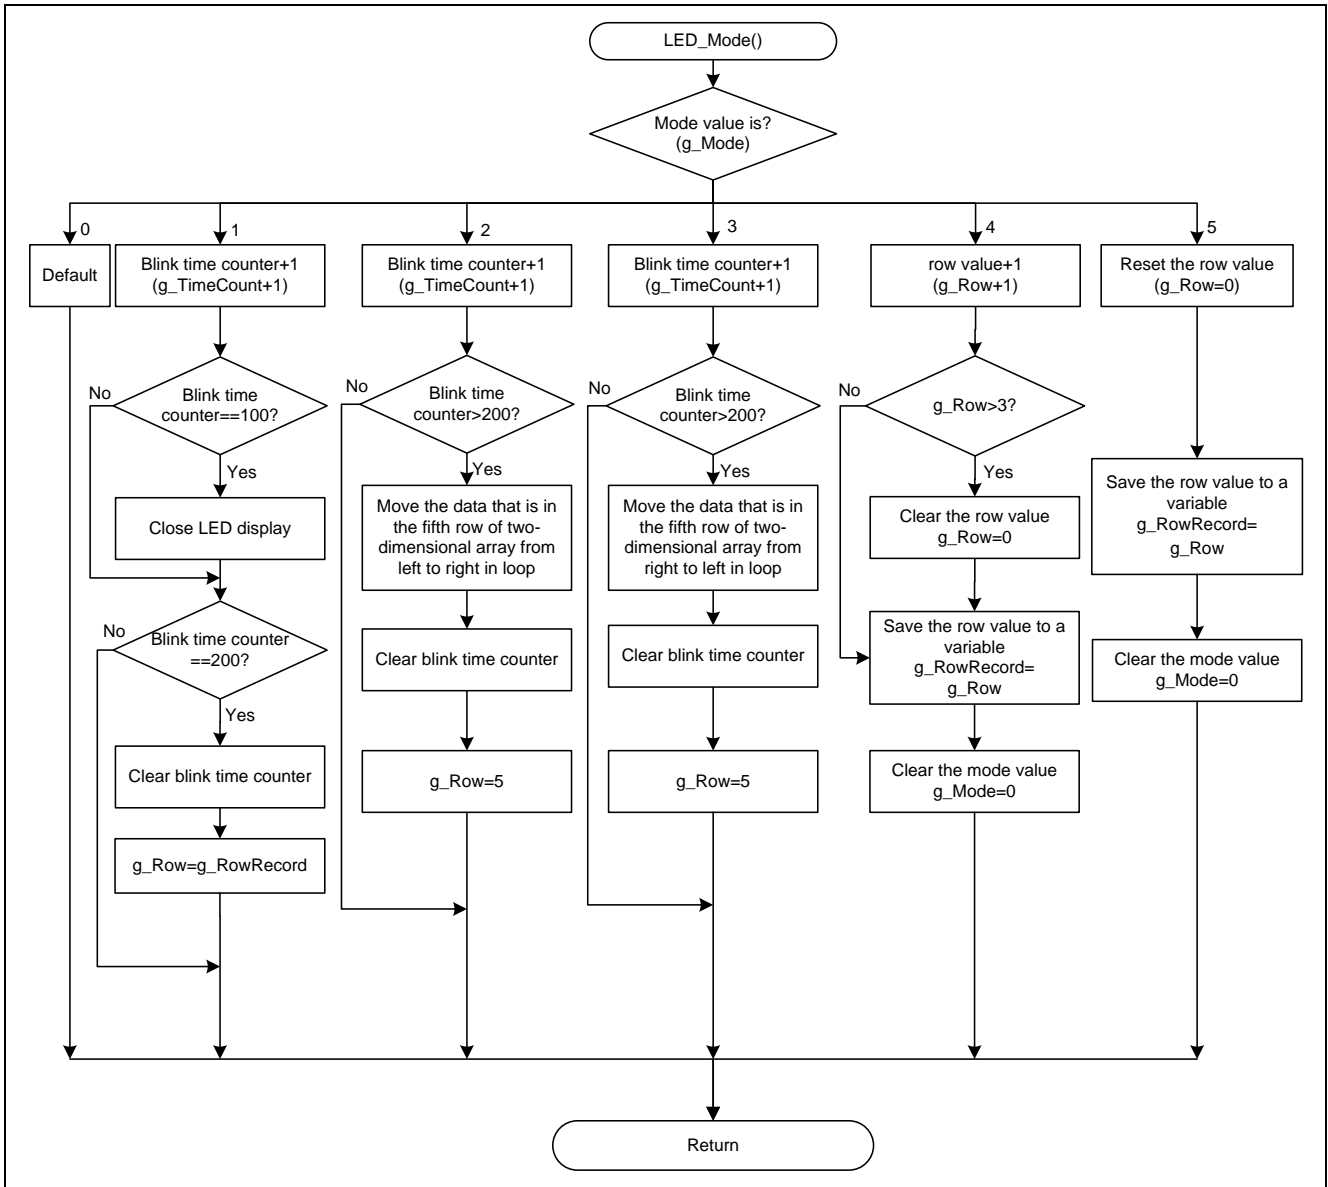 LED_Mode()
Mode value is?
(g_Mode)
0
1
2
3
4
5
Default
Blink time counter+1
(g_TimeCount+1)
Blink time
counter==100?
No
Yes
Close LED display
Blink time counter
==200?
No
Yes
Clear blink time counter
g_Row=g_RowRecord
Blink time counter+1
(g_TimeCount+1)
Blink time
counter>200?
No
Yes
Move the data that is in
the fifth row of two-
dimensional array from
left to right in loop
Clear blink time counter
g_Row=5
Blink time counter+1
(g_TimeCount+1)
Blink time
counter>200?
No
Yes
Move the data that is in
the fifth row of two-
dimensional array from
right to left in loop
Clear blink time counter
g_Row=5
row value+1
(g_Row+1)
g_Row>3?
No
Yes
Clear the row value
g_Row=0
Save the row value to a
variable
g_RowRecord=
g_Row
Clear the mode value
g_Mode=0
Reset the row value
(g_Row=0)
Save the row value to a
variable
g_RowRecord=
g_Row
Clear the mode value
g_Mode=0
Return